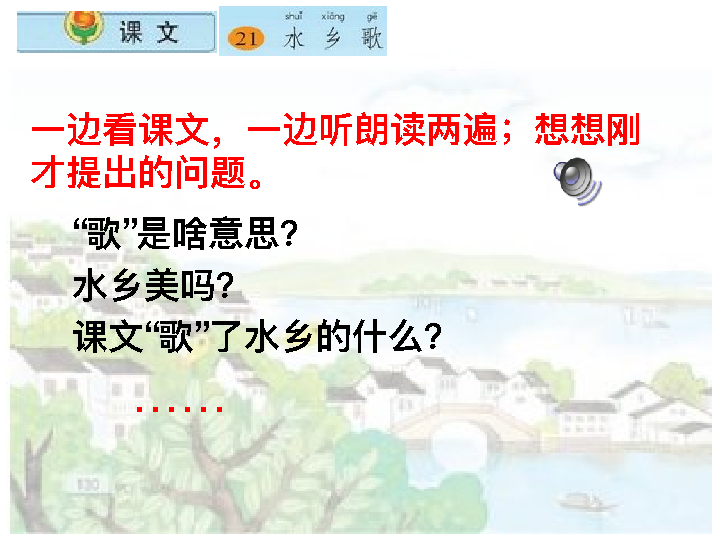 课 文
shuǐ xiāng gē
21 水 乡 歌
一边看课文，一边听朗读两遍；想想刚
才提出的问题。
“歌”是啥意思？
水乡美吗？
课文“歌”了水乡的什么？
······
130